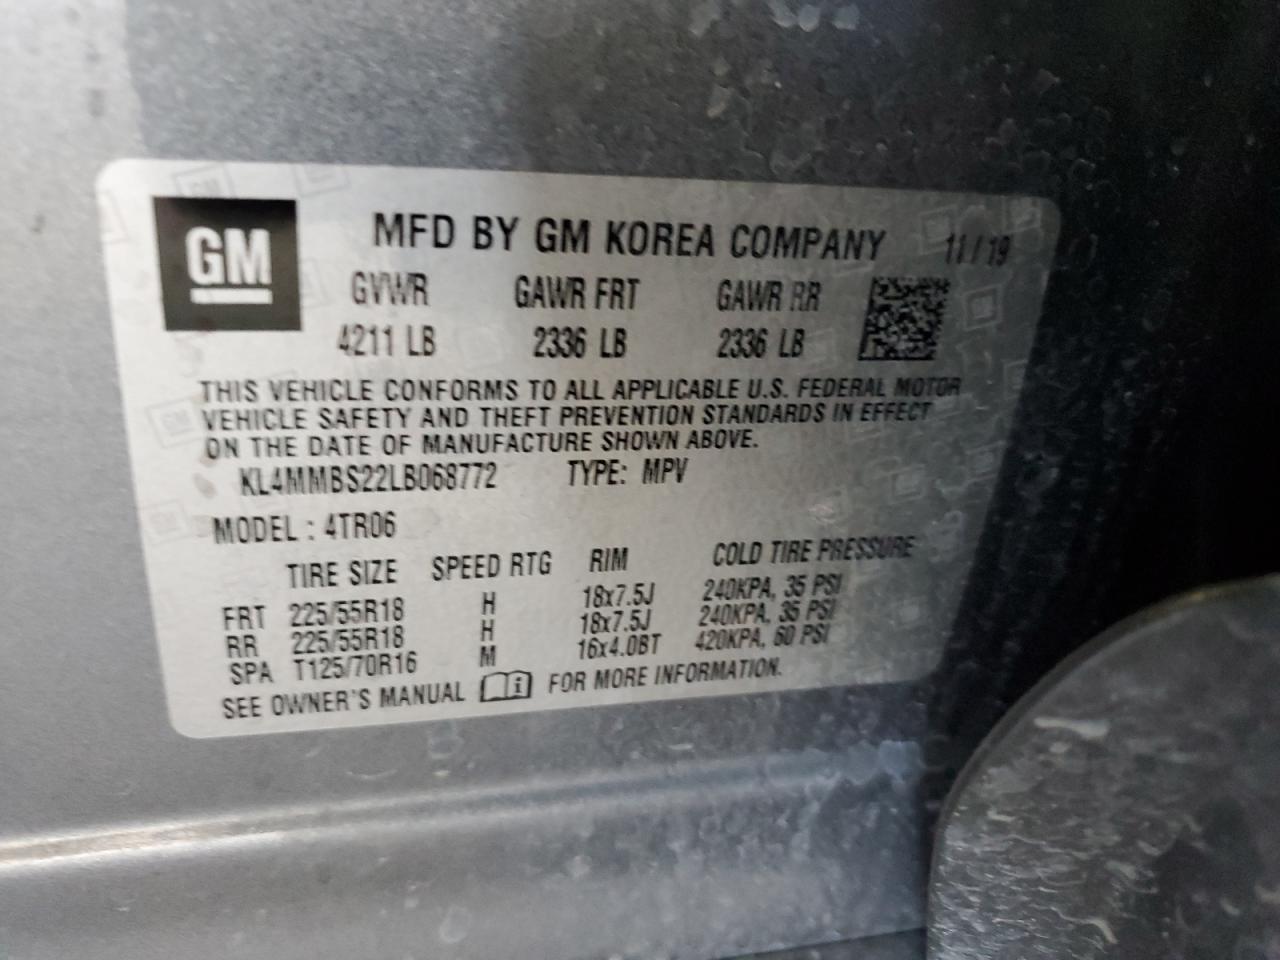 GM
MFD BY GM KOREA COMPANY 11/19
GVWR GAWR FRT GAWR RR
4211 LB 2336 LB 2336 LB
THIS VEHICLE CONFORMS TO ALL APPLICABLE U.S. FEDERAL MOTOR
VEHICLE SAFETY AND THEFT PREVENTION STANDARDS IN EFFECT
ON THE DATE OF MANUFACTURE SHOWN ABOVE.
KL4MMBS22LB068772 TYPE: MPV
MODEL : 4TR06
TIRE SIZE SPEED RTG RIM COLD TIRE PRESSURE
FRT 225/55R18 H 18x7.5J 240KPA, 35 PSI
RR 225/55R18 H 18x7.5J 240KPA, 35 PSI
SPA T125/70R16 M 16x4.0BT 420KPA, 60 PSI
SEE OWNER'S MANUAL FOR MORE INFORMATION.